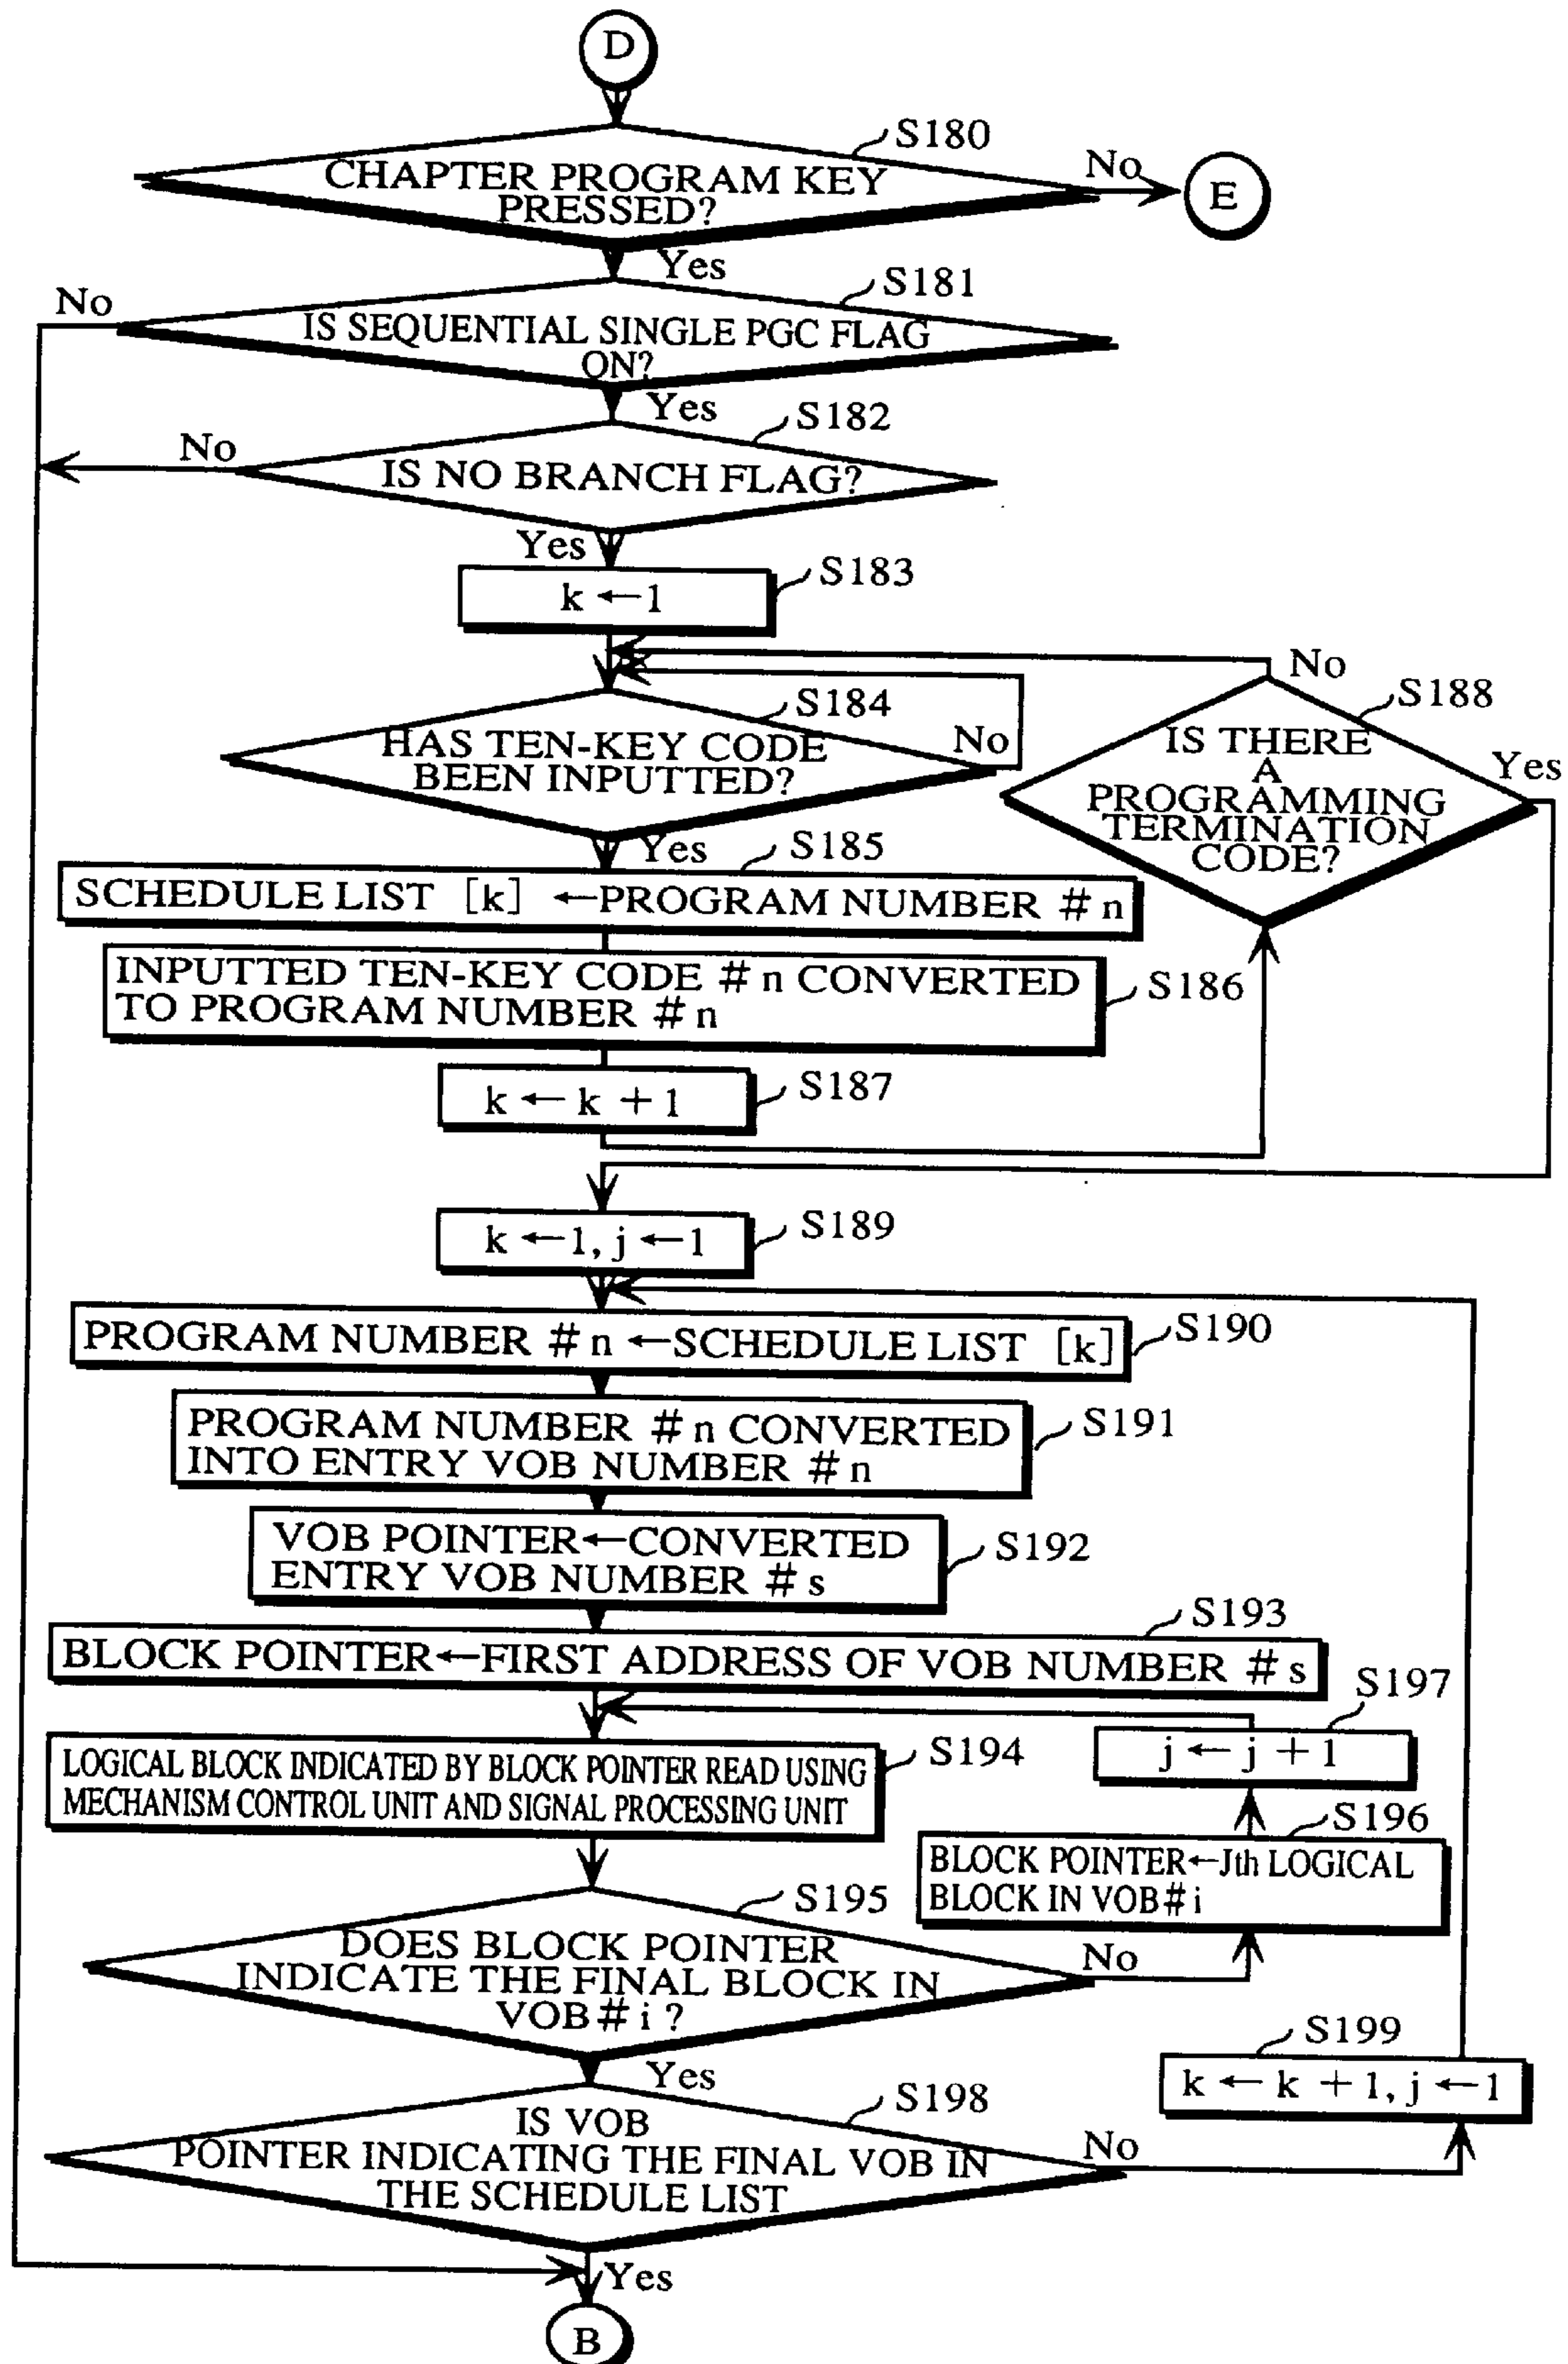 D
S180
CHAPTER PROGRAM KEY
PRESSED?
No
E
Yes
S181
No
IS SEQUENTIAL SINGLE PGC FLAG
ON?
Yes
S182
No
IS NO BRANCH FLAG?
Yes
S183
k ←1
No
S184
S188
HAS TEN-KEY CODE
BEEN INPUTTED?
No
IS THERE
A
PROGRAMMING
TERMINATION
CODE?
Yes
Yes
S185
SCHEDULE LIST [k] ←PROGRAM NUMBER #n
INPUTTED TEN-KEY CODE #n CONVERTED
TO PROGRAM NUMBER #n
S186
k ← k +1
S187
k ←1, j ←1
S189
PROGRAM NUMBER #n ←SCHEDULE LIST [k]
S190
PROGRAM NUMBER #n CONVERTED
INTO ENTRY VOB NUMBER #n
S191
VOB POINTER←CONVERTED
ENTRY VOB NUMBER #s
S192
S193
BLOCK POINTER←FIRST ADDRESS OF VOB NUMBER #s
S197
j ← j +1
LOGICAL BLOCK INDICATED BY BLOCK POINTER READ USING
MECHANISM CONTROL UNIT AND SIGNAL PROCESSING UNIT
S194
S196
BLOCK POINTER←Jth LOGICAL
BLOCK IN VOB#i
S195
DOES BLOCK POINTER
INDICATE THE FINAL BLOCK IN
VOB#i?
No
Yes
S199
k ← k +1, j ←1
S198
IS VOB
POINTER INDICATING THE FINAL VOB IN
THE SCHEDULE LIST
No
Yes
B